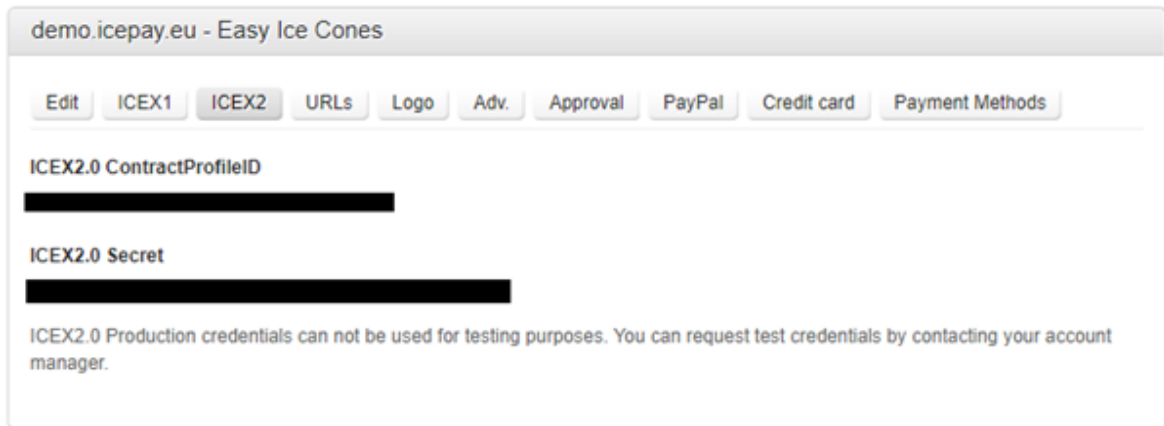 demo.icepay.eu - Easy Ice Cones
Edit ICEX1 ICEX2 URLs Logo Adv. Approval PayPal Credit card Payment Methods
ICEX2.0 ContractProfileID
ICEX2.0 Secret
ICEX2.0 Production credentials can not be used for testing purposes. You can request test credentials by contacting your account
manager.